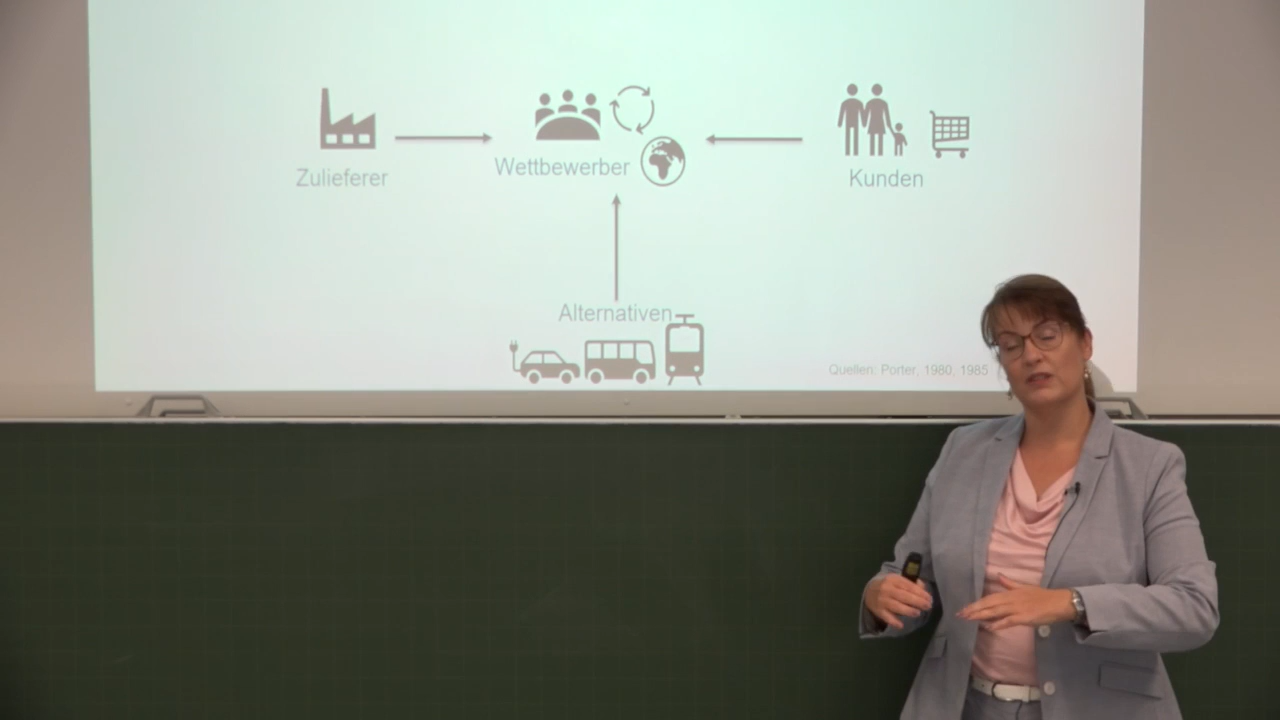 Zulieferer
Wettbewerber
Kunden
Alternativen
Quellen: Porter, 1980, 1985